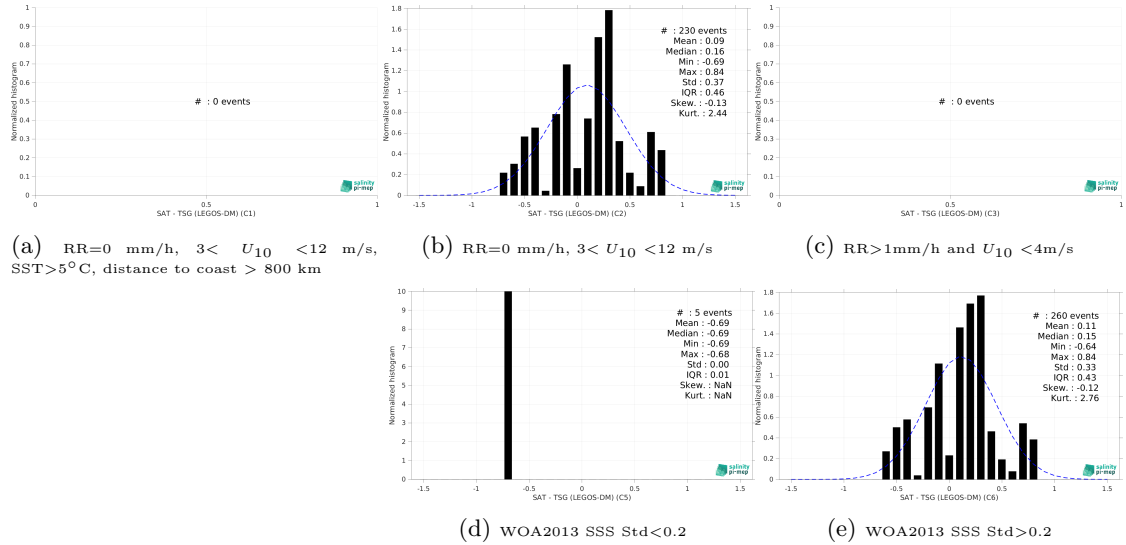 1
0.9
0.8
0.7
0.6
0.5
0.4
0.3
0.2
0.1
0
Normalized histogram
# : 0 events
salinity
pi-mep
0 0.5 1
SAT - TSG (LEGOS-DM) (C1)
(a) RR=0 mm/h, 3< U10 <12 m/s,
SST>5°C, distance to coast > 800 km
1.8
1.6
1.4
1.2
1
0.8
0.6
0.4
0.2
0
Normalized histogram
# : 230 events
Mean : 0.09
Median : 0.16
Min : -0.69
Max : 0.84
Std : 0.37
IQR : 0.46
Skew. : -0.13
Kurt. : 2.44
salinity
pi-mep
-1.5 -1 -0.5 0 0.5 1 1.5
SAT - TSG (LEGOS-DM) (C2)
(b) RR=0 mm/h, 3< U10 <12 m/s
1
0.9
0.8
0.7
0.6
0.5
0.4
0.3
0.2
0.1
0
Normalized histogram
# : 0 events
salinity
pi-mep
0 0.5 1
SAT - TSG (LEGOS-DM) (C3)
(c) RR>1mm/h and U10 <4m/s
10
9
8
7
6
5
4
3
2
1
0
Normalized histogram
# : 5 events
Mean : -0.69
Median : -0.69
Min : -0.69
Max : -0.68
Std : 0.00
IQR : 0.01
Skew. : NaN
Kurt. : NaN
salinity
pi-mep
-1.5 -1 -0.5 0 0.5 1 1.5
SAT - TSG (LEGOS-DM) (C5)
(d) WOA2013 SSS Std<0.2
1.8
1.6
1.4
1.2
1
0.8
0.6
0.4
0.2
0
Normalized histogram
# : 260 events
Mean : 0.11
Median : 0.15
Min : -0.64
Max : 0.84
Std : 0.33
IQR : 0.43
Skew. : -0.12
Kurt. : 2.76
salinity
pi-mep
-1.5 -1 -0.5 0 0.5 1 1.5
SAT - TSG (LEGOS-DM) (C6)
(e) WOA2013 SSS Std>0.2